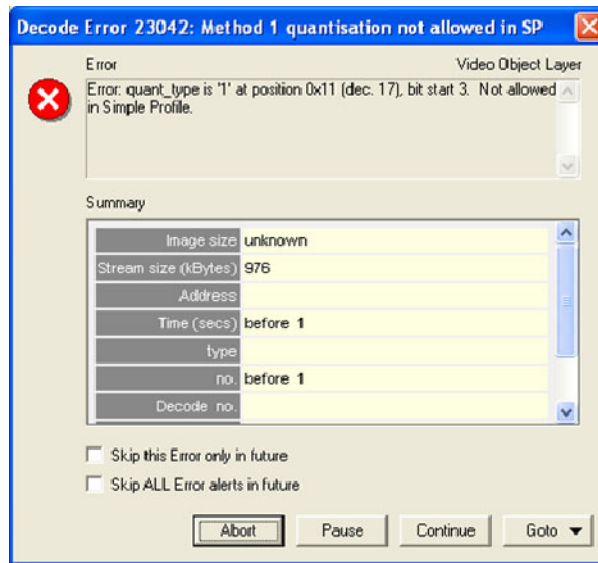 Decode Error 23042: Method 1 quantisation not allowed in SP
Error Video Object Layer
Error: quant_type is '1' at position 0x11 (dec. 17), bit start 3. Not allowed
in Simple Profile.
Summary
Image size unknown
Stream size (kBytes) 976
Address
Time (secs) before 1
type
no. before 1
Decode no.
Skip this Error only in future
Skip ALL Error alerts in future
Abort Pause Continue Goto